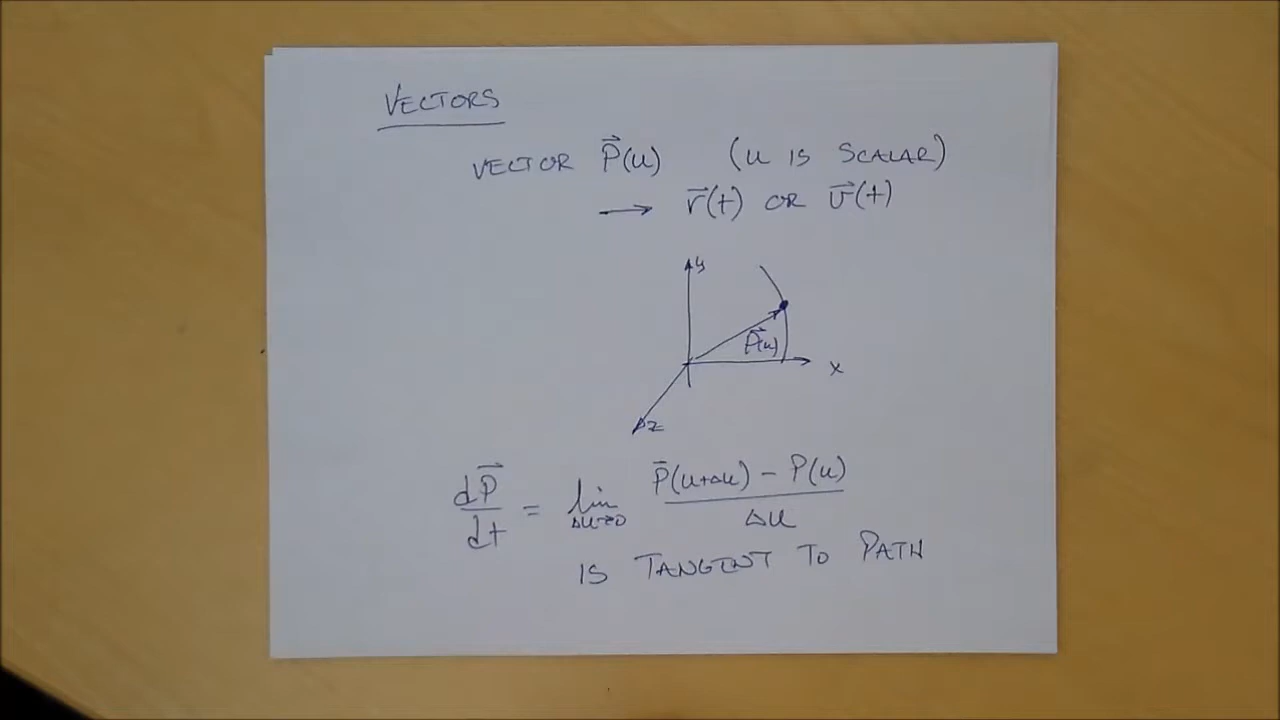 VECTORS
VECTOR P⃗(u) (u IS SCALAR)
→ r⃗(t) OR v⃗(t)
y
P⃗(u)
x
z
dP⃗/dt = lim Δu→0 (P⃗(u+Δu) - P(u))/Δu
IS TANGENT TO PATH